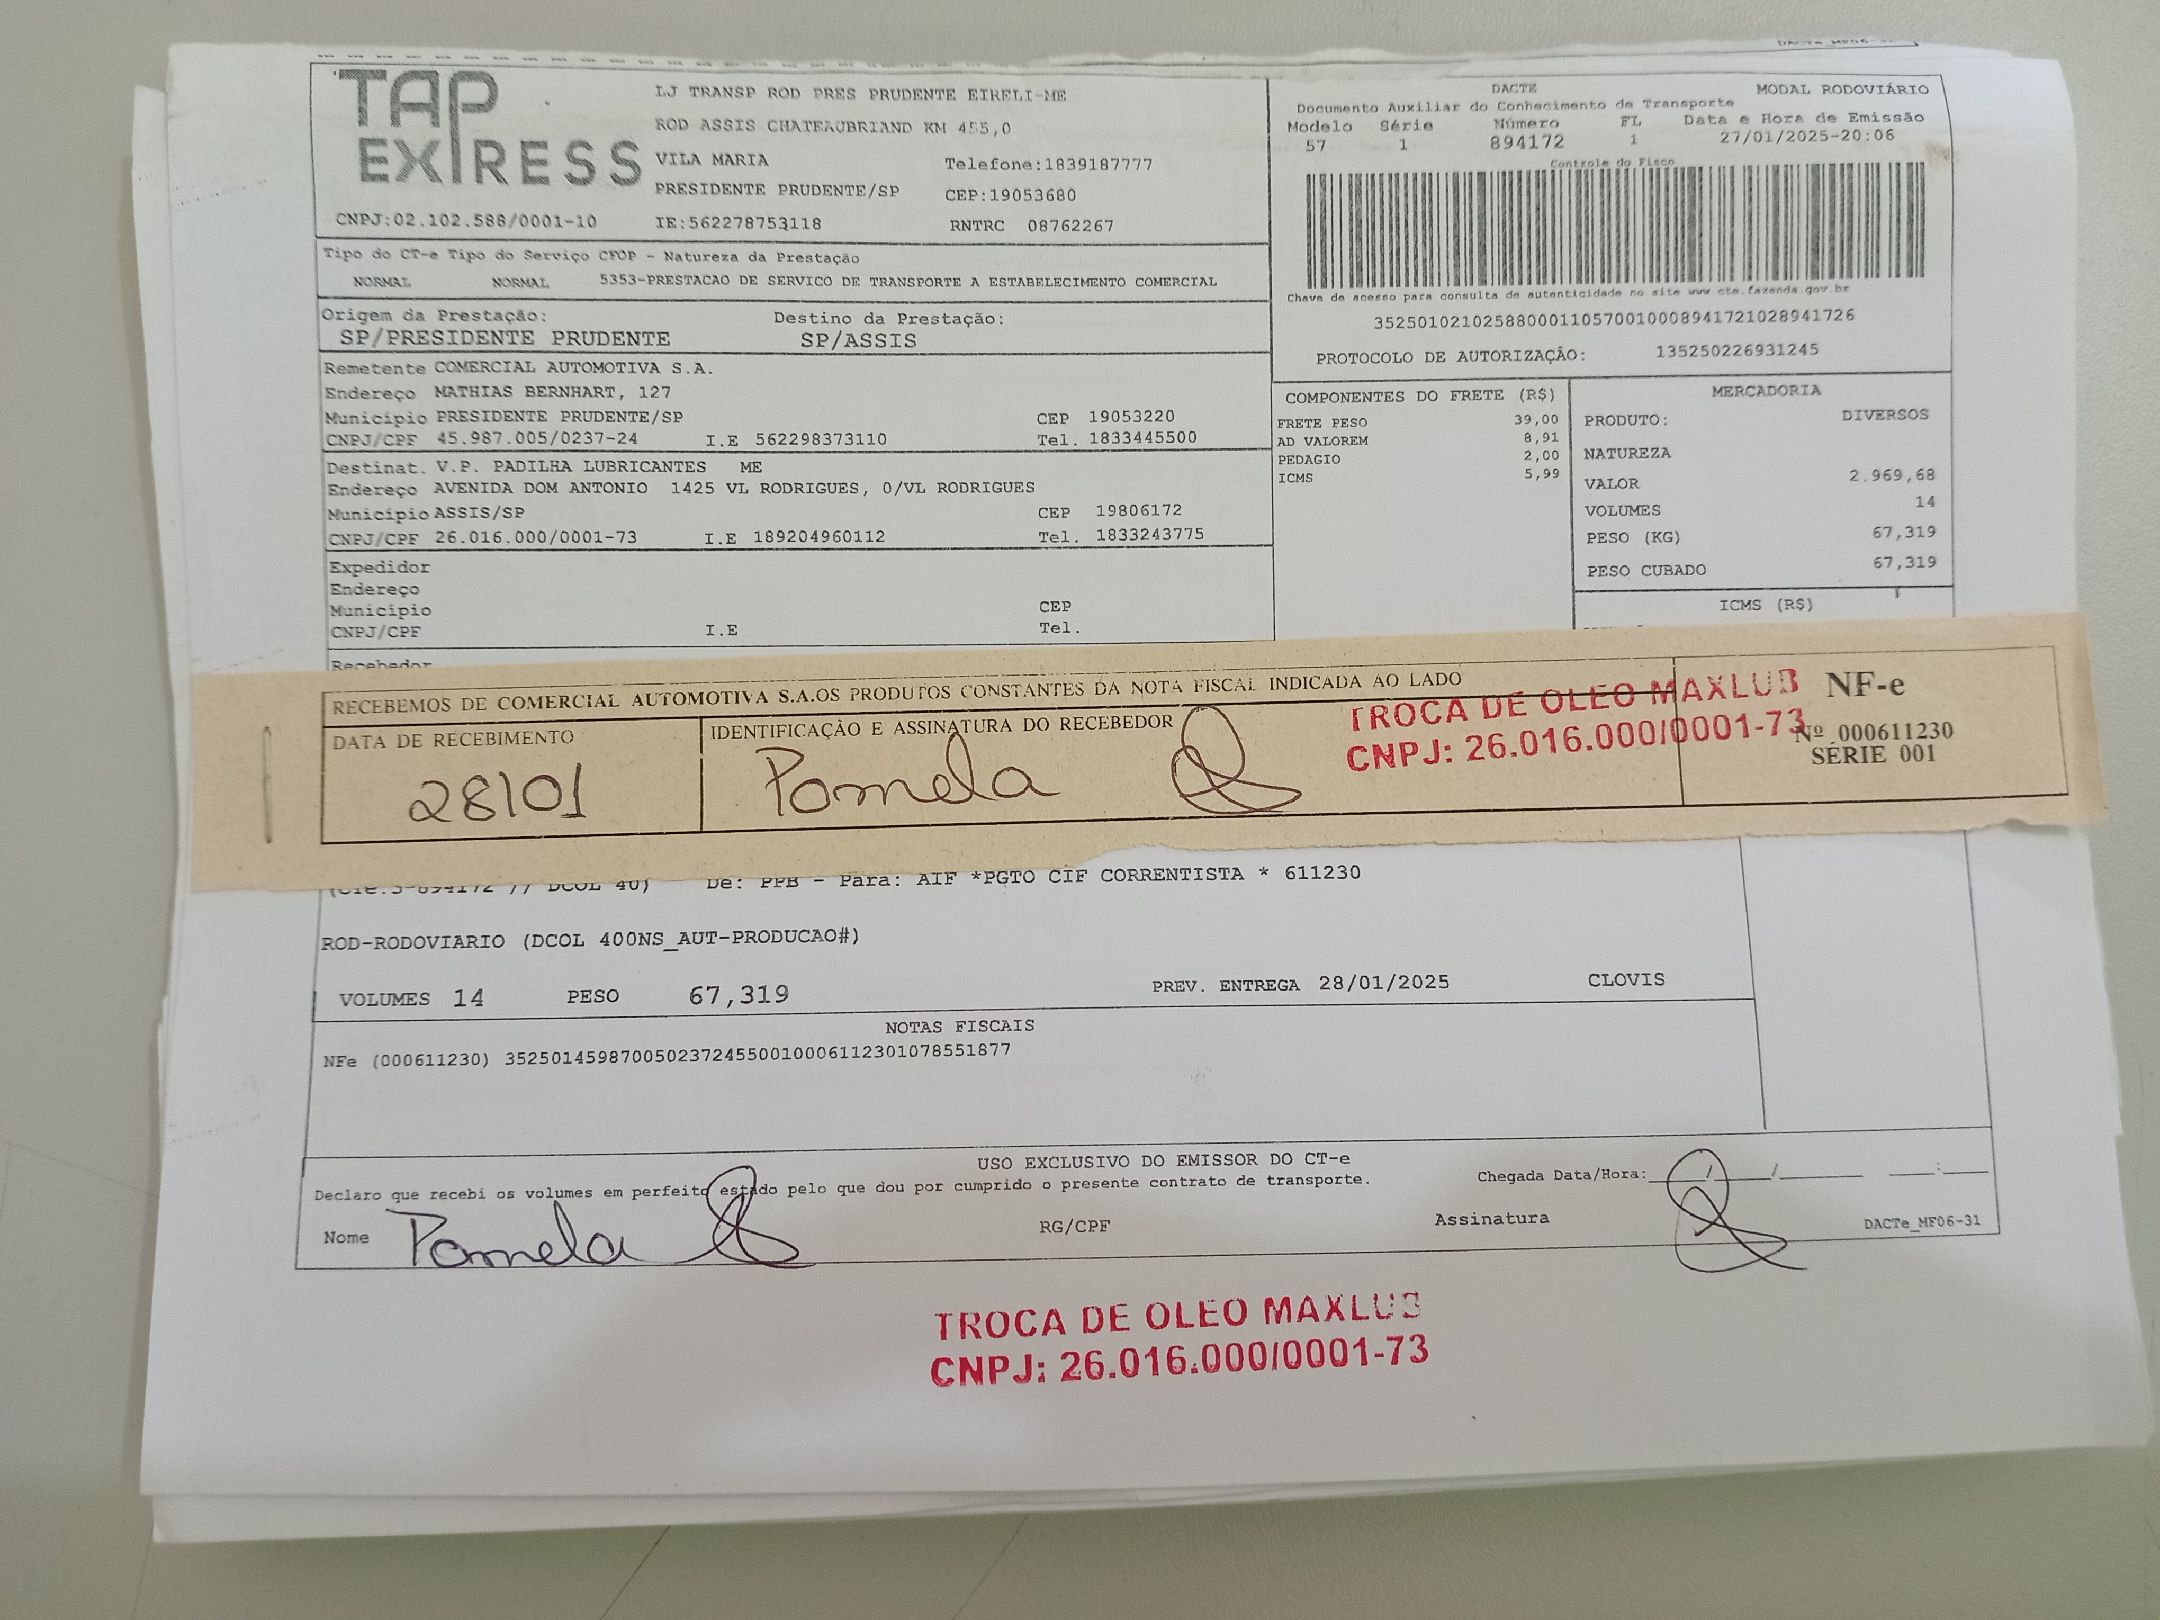 DACTe_MF06-31
TAP EXPRESS
LJ TRANSP ROD PRES PRUDENTE EIRELI-ME
ROD ASSIS CHATEAUBRIAND KM 455,0
VILA MARIA Telefone:1839187777
PRESIDENTE PRUDENTE/SP CEP:19053680
CNPJ:02.102.588/0001-10 IE:562278753118 RNTRC 08762267
DACTE MODAL RODOVIÁRIO
Documento Auxiliar do Conhecimento de Transporte
Modelo Série Número FL Data e Hora de Emissão
57 1 894172 1 27/01/2025-20:06
Controle do Fisco
Chave de acesso para consulta de autenticidade no site www.cte.fazenda.gov.br
35250102102588000110570010008941721028941726
PROTOCOLO DE AUTORIZAÇÃO: 135250226931245
Tipo do CT-e Tipo do Serviço CFOP - Natureza da Prestação
NORMAL NORMAL 5353-PRESTACAO DE SERVICO DE TRANSPORTE A ESTABELECIMENTO COMERCIAL
Origem da Prestação: Destino da Prestação:
SP/PRESIDENTE PRUDENTE SP/ASSIS
Remetente COMERCIAL AUTOMOTIVA S.A.
Endereço MATHIAS BERNHART, 127
Município PRESIDENTE PRUDENTE/SP CEP 19053220
CNPJ/CPF 45.987.005/0237-24 I.E 562298373110 Tel. 1833445500
Destinat. V.P. PADILHA LUBRICANTES ME
Endereço AVENIDA DOM ANTONIO 1425 VL RODRIGUES, 0/VL RODRIGUES
Município ASSIS/SP CEP 19806172
CNPJ/CPF 26.016.000/0001-73 I.E 189204960112 Tel. 1833243775
Expedidor
Endereço
Município CEP
CNPJ/CPF I.E Tel.
Recebedor
COMPONENTES DO FRETE (R$)
FRETE PESO 39,00
AD VALOREM 8,91
PEDAGIO 2,00
ICMS 5,99
MERCADORIA
PRODUTO: DIVERSOS
NATUREZA
VALOR 2.969,68
VOLUMES 14
PESO (KG) 67,319
PESO CUBADO 67,319
ICMS (R$)
RECEBEMOS DE COMERCIAL AUTOMOTIVA S.A.OS PRODUTOS CONSTANTES DA NOTA FISCAL INDICADA AO LADO
DATA DE RECEBIMENTO
28/01
IDENTIFICAÇÃO E ASSINATURA DO RECEBEDOR
Pamela
TROCA DE OLEO MAXLUB
CNPJ: 26.016.000/0001-73
NF-e
Nº 000611230
SÉRIE 001
(Cte.5-894172 // DCOL 40) De: PPB - Para: AIF *PGTO CIF CORRENTISTA * 611230
ROD-RODOVIARIO (DCOL 400NS_AUT-PRODUCAO#)
VOLUMES 14 PESO 67,319 PREV. ENTREGA 28/01/2025 CLOVIS
NOTAS FISCAIS
NFe (000611230) 35250145987005023724550010006112301078551877
USO EXCLUSIVO DO EMISSOR DO CT-e
Declaro que recebi os volumes em perfeito estado pelo que dou por cumprido o presente contrato de transporte. Chegada Data/Hora: / / :
Nome Pamela RG/CPF Assinatura DACTe_MF06-31
TROCA DE OLEO MAXLUB
CNPJ: 26.016.000/0001-73